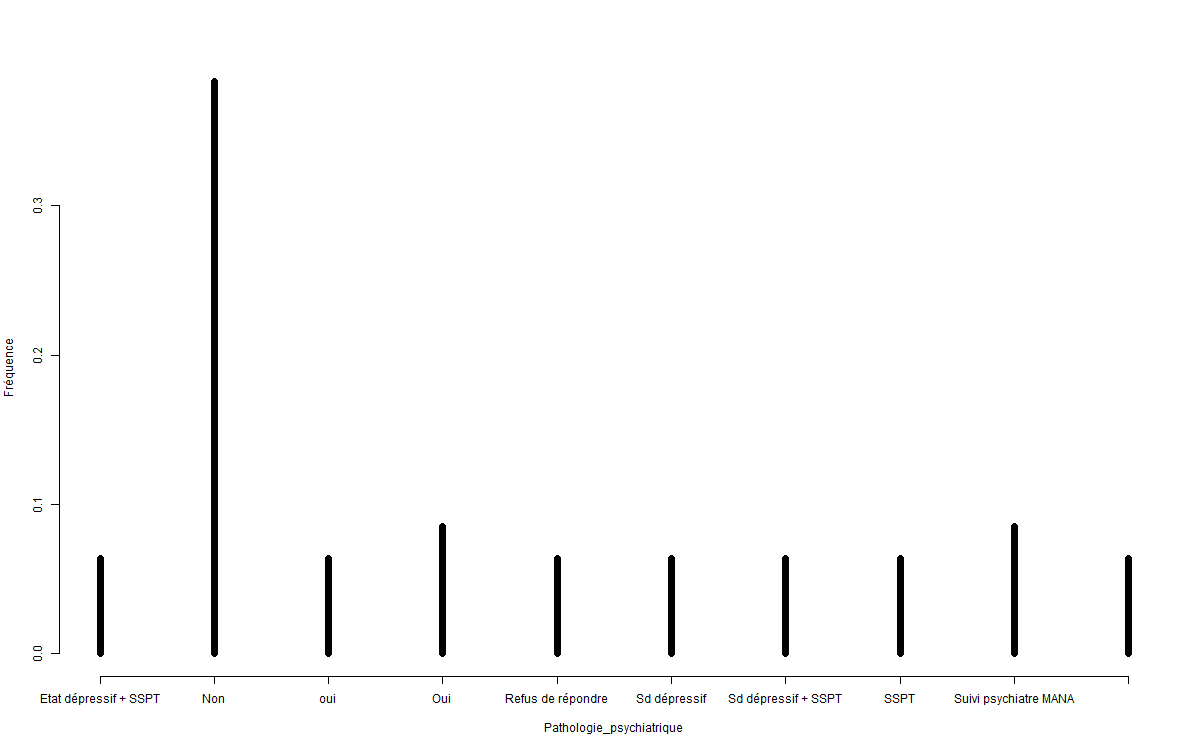 0.3
0.2
0.1
0.0
Fréquence
Etat dépressif + SSPT
Non
oui
Oui
Refus de répondre
Sd dépressif
Sd dépressif + SSPT
SSPT
Suivi psychiatre MANA
Pathologie_psychiatrique